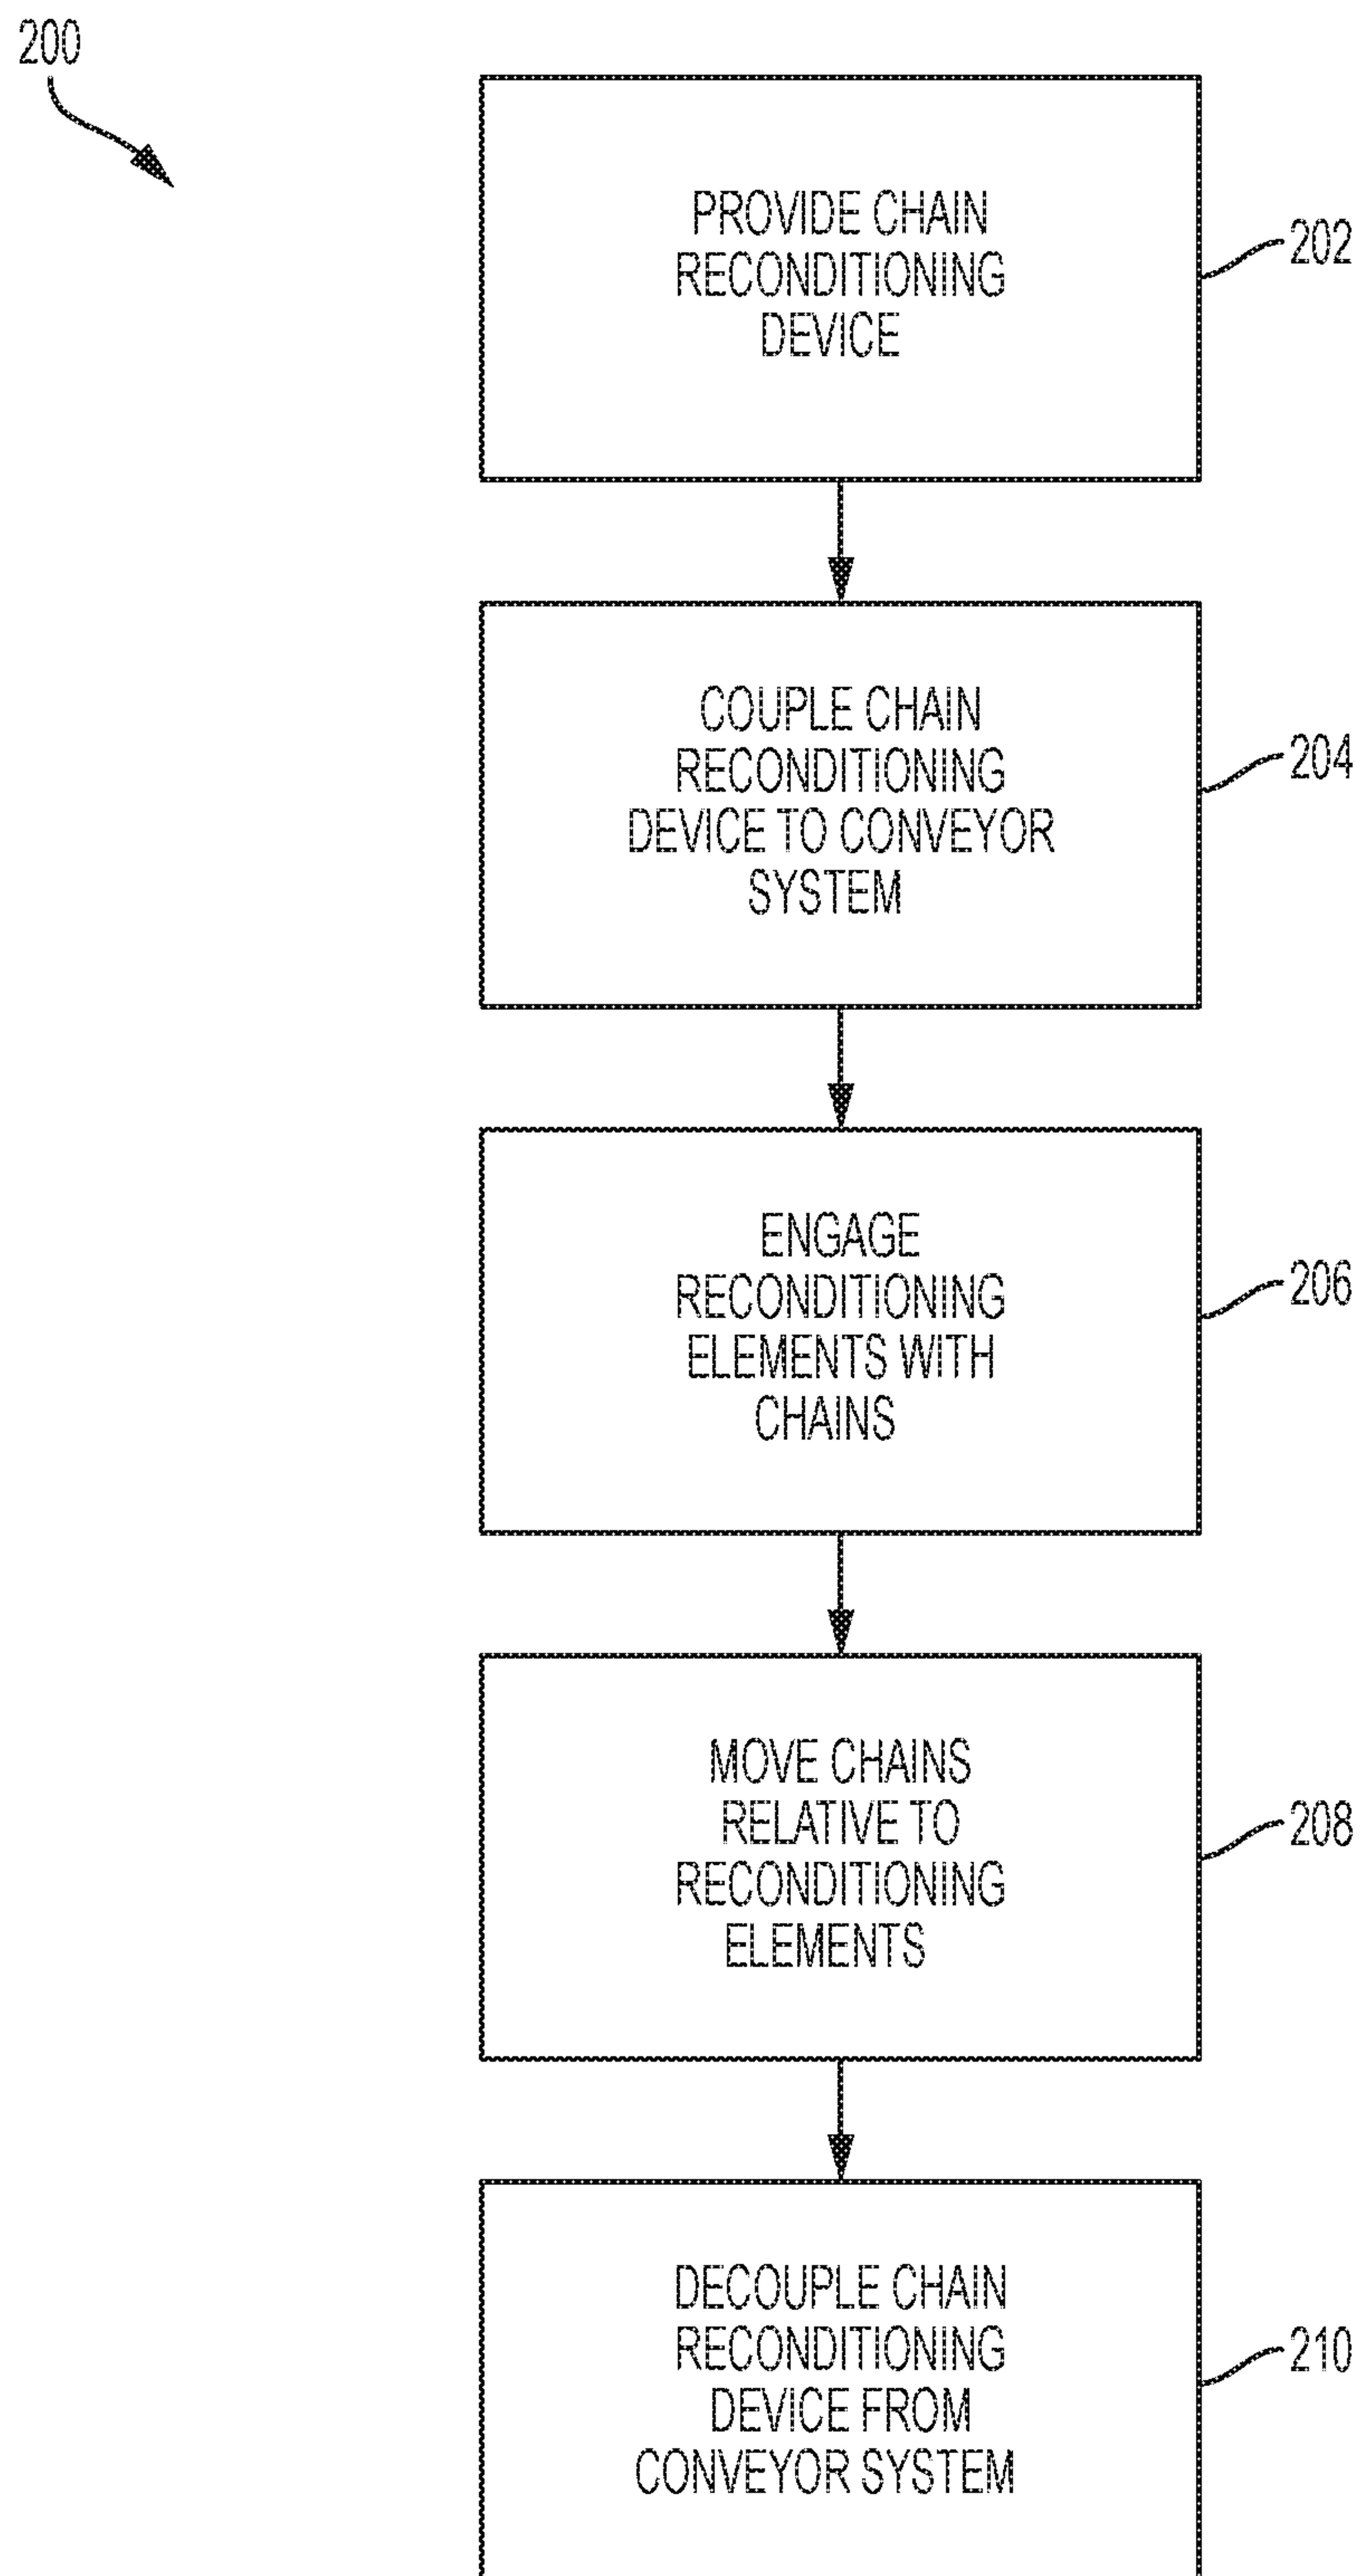 200
PROVIDE CHAIN
RECONDITIONING
DEVICE
202
COUPLE CHAIN
RECONDITIONING
DEVICE TO CONVEYOR
SYSTEM
204
ENGAGE
RECONDITIONING
ELEMENTS WITH
CHAINS
206
MOVE CHAINS
RELATIVE TO
RECONDITIONING
ELEMENTS
208
DECOUPLE CHAIN
RECONDITIONING
DEVICE FROM
CONVEYOR SYSTEM
210